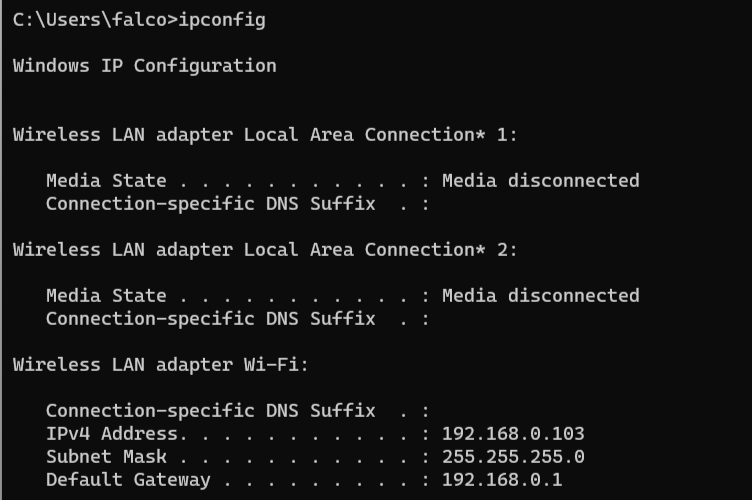 C:\Users\falco>ipconfig
Windows IP Configuration
Wireless LAN adapter Local Area Connection* 1:
Media State . . . . . . . . . . . : Media disconnected
Connection-specific DNS Suffix  . :
Wireless LAN adapter Local Area Connection* 2:
Media State . . . . . . . . . . . : Media disconnected
Connection-specific DNS Suffix  . :
Wireless LAN adapter Wi-Fi:
Connection-specific DNS Suffix  . :
IPv4 Address. . . . . . . . . . . : 192.168.0.103
Subnet Mask . . . . . . . . . . . : 255.255.255.0
Default Gateway . . . . . . . . . : 192.168.0.1